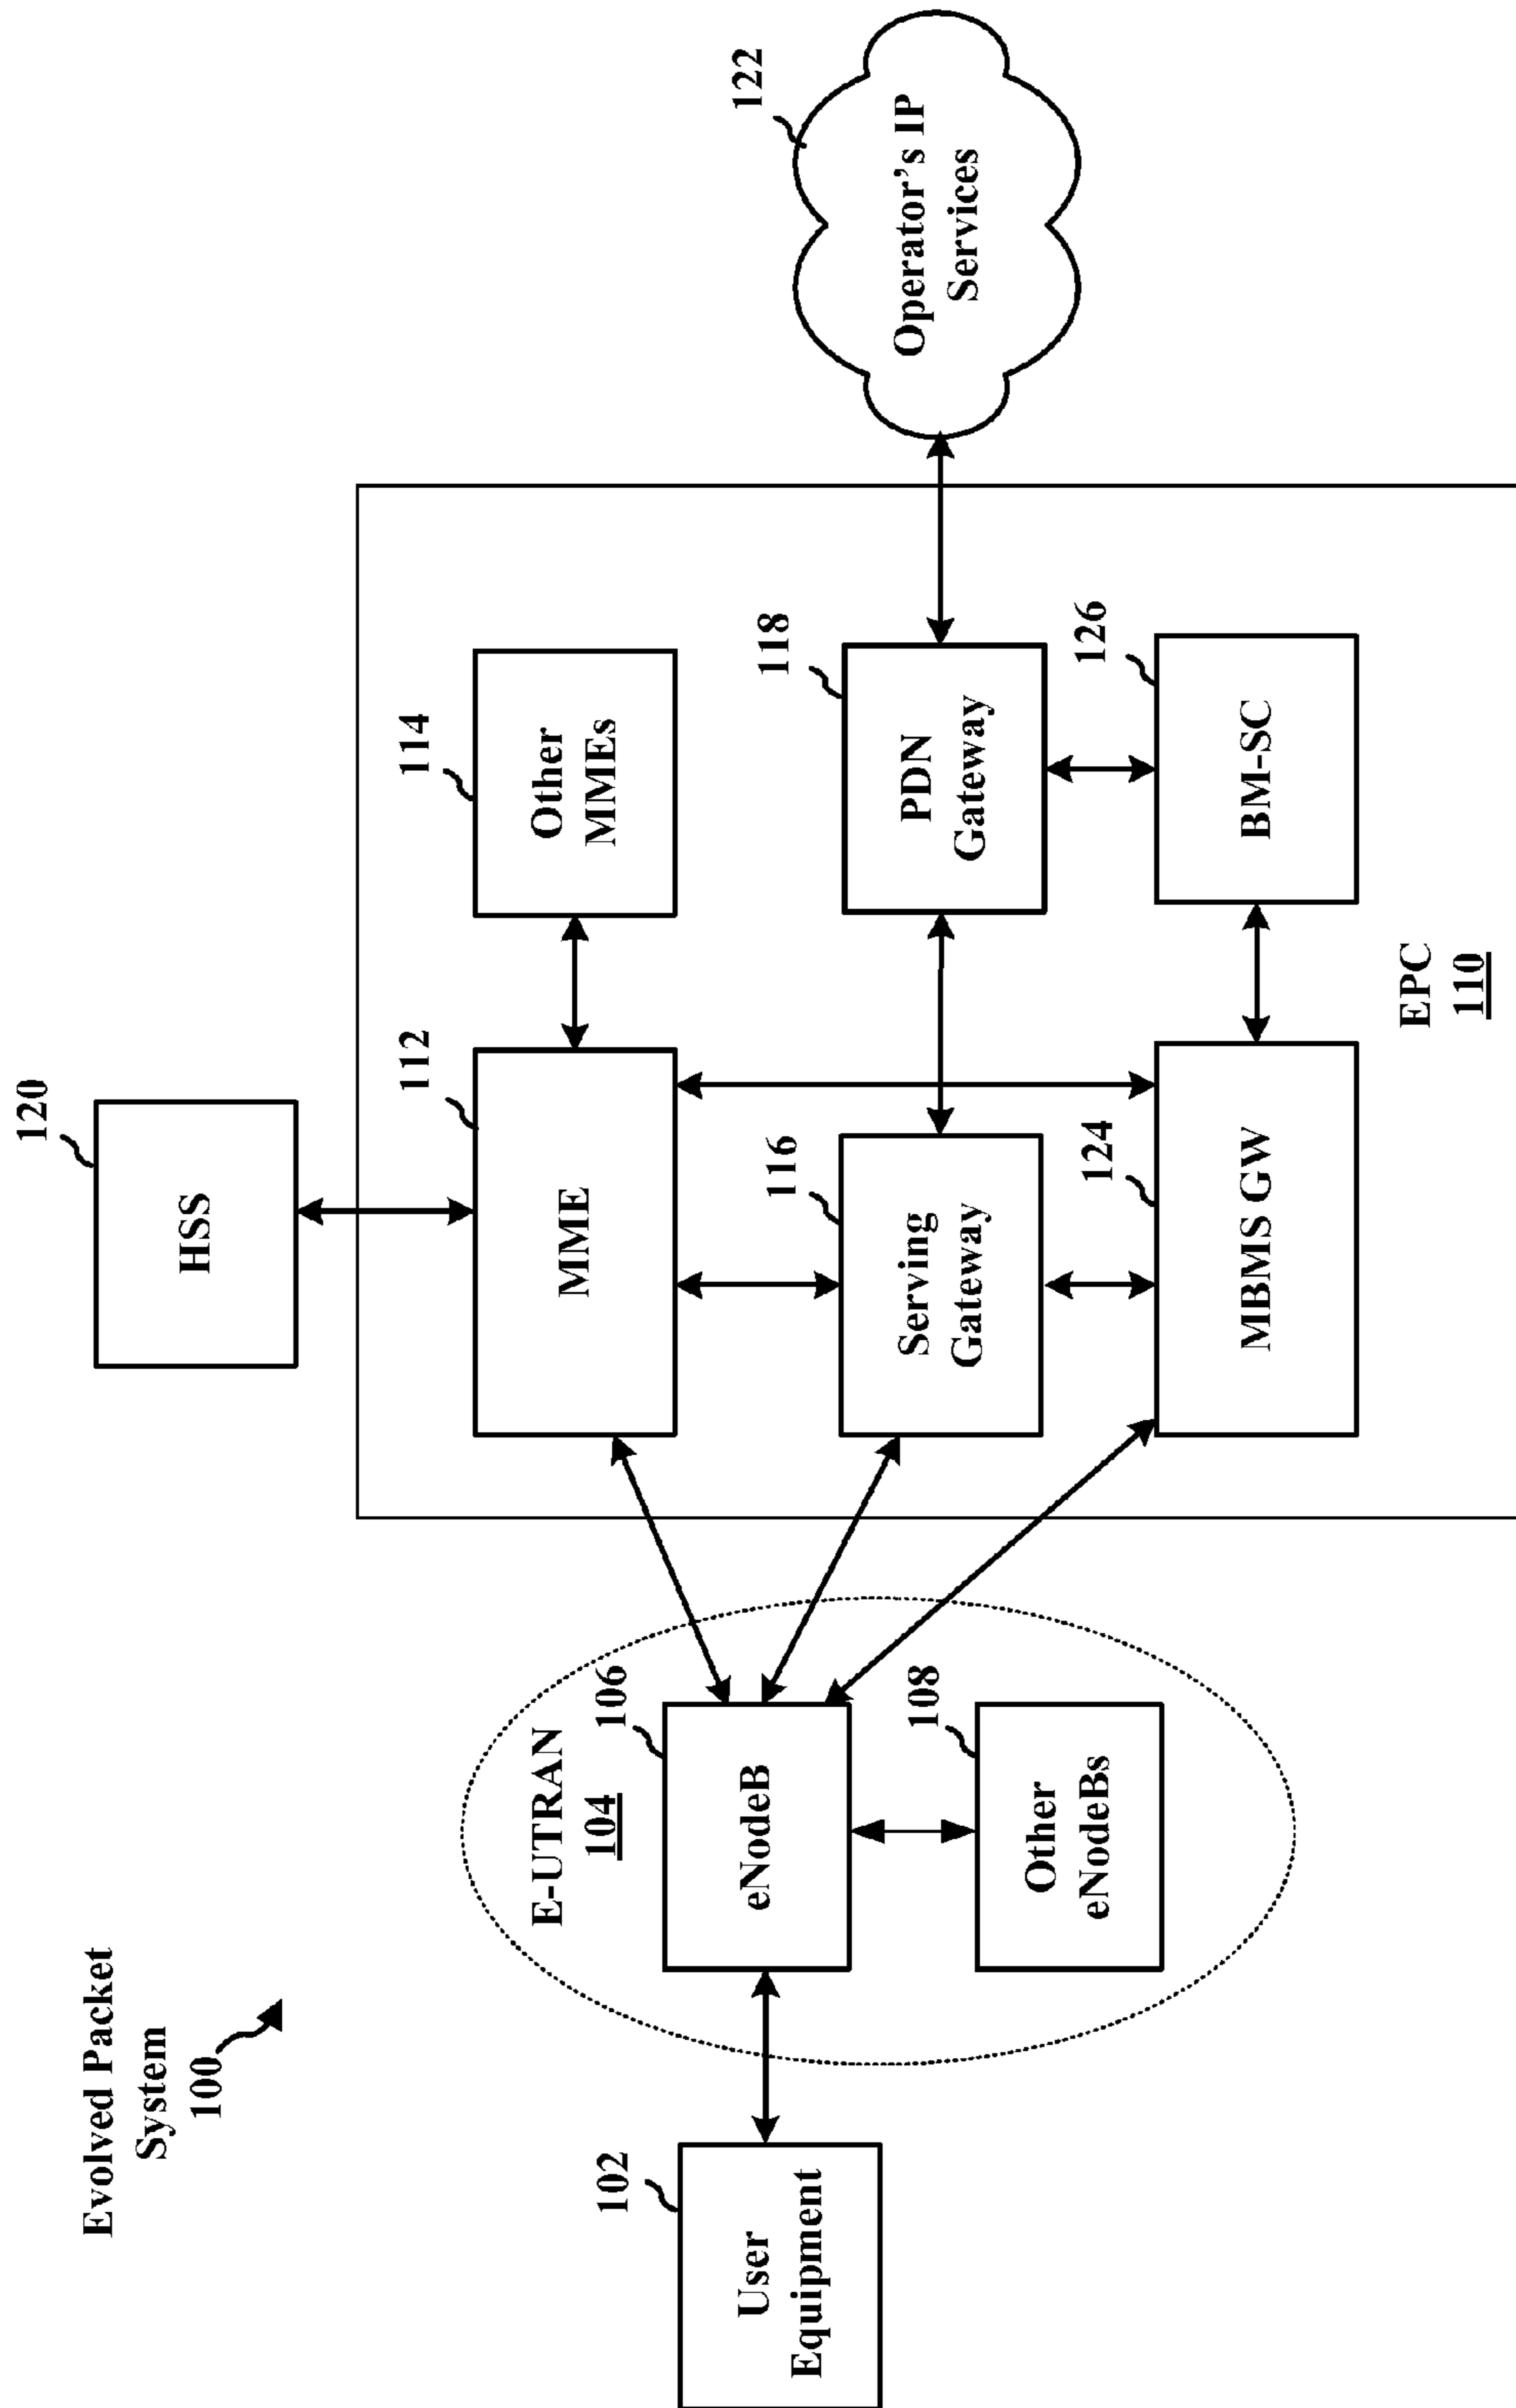 Evolved Packet
System
100
102
User
Equipment
E-UTRAN
104
106
eNodeB
108
Other
eNodeBs
120
HSS
112
MME
114
Other
MMEs
116
Serving
Gateway
118
PDN
Gateway
124
MBMS GW
126
BM-SC
EPC
110
122
Operator's IP
Services